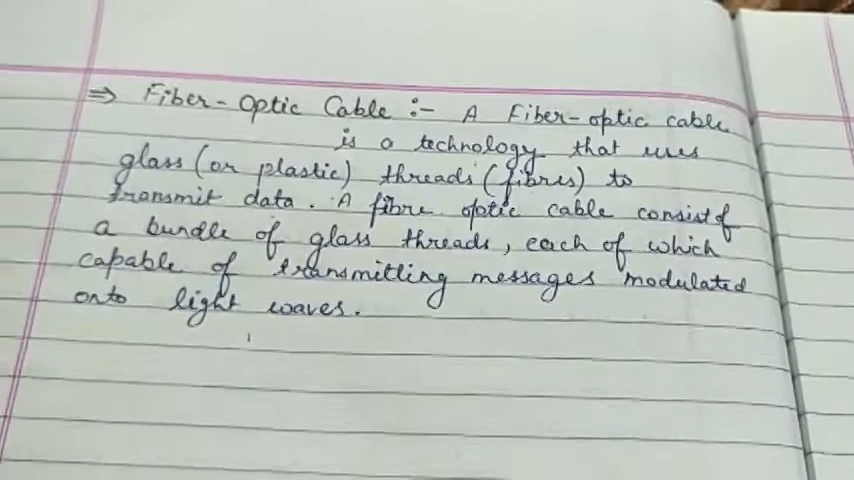 ⇒ Fiber-Optic Cable :- A Fiber-optic cable
is a technology that uses
glass (or plastic) threads (fibres) to
transmit data. A fibre optic cable consist of
a bundle of glass threads, each of which
capable of transmitting messages modulated
onto light waves.